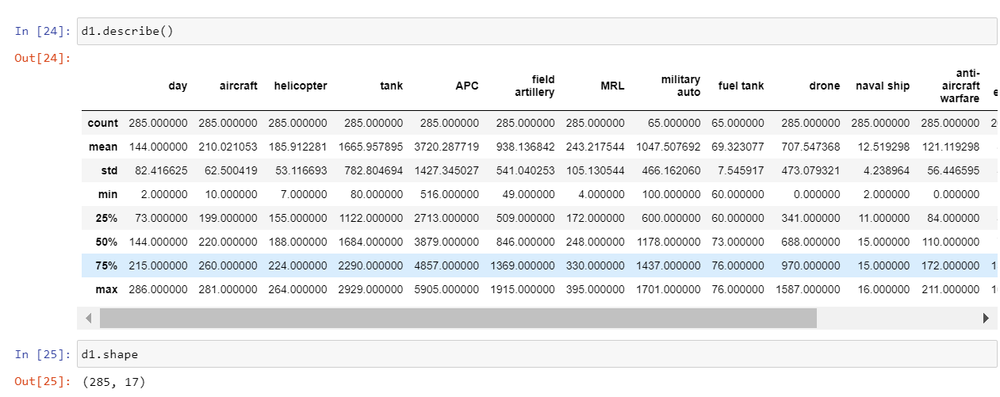 In [24]: d1.describe()
Out[24]:
day aircraft helicopter tank APC field artillery MRL military auto fuel tank drone naval ship anti-aircraft warfare e
count 285.000000 285.000000 285.000000 285.000000 285.000000 285.000000 285.000000 65.000000 65.000000 285.000000 285.000000 285.000000 2
mean 144.000000 210.021053 185.912281 1665.957895 3720.287719 938.136842 243.217544 1047.507692 69.323077 707.547368 12.519298 121.119298
std 82.416625 62.500419 53.116693 782.804694 1427.345027 541.040253 105.130544 466.162060 7.545917 473.079321 4.238964 56.446595
min 2.000000 10.000000 7.000000 80.000000 516.000000 49.000000 4.000000 100.000000 60.000000 0.000000 2.000000 0.000000
25% 73.000000 199.000000 155.000000 1122.000000 2713.000000 509.000000 172.000000 600.000000 60.000000 341.000000 11.000000 84.000000
50% 144.000000 220.000000 188.000000 1684.000000 3879.000000 846.000000 248.000000 1178.000000 73.000000 688.000000 15.000000 110.000000
75% 215.000000 260.000000 224.000000 2290.000000 4857.000000 1369.000000 330.000000 1437.000000 76.000000 970.000000 15.000000 172.000000 1
max 286.000000 281.000000 264.000000 2929.000000 5905.000000 1915.000000 395.000000 1701.000000 76.000000 1587.000000 16.000000 211.000000 1
In [25]: d1.shape
Out[25]: (285, 17)